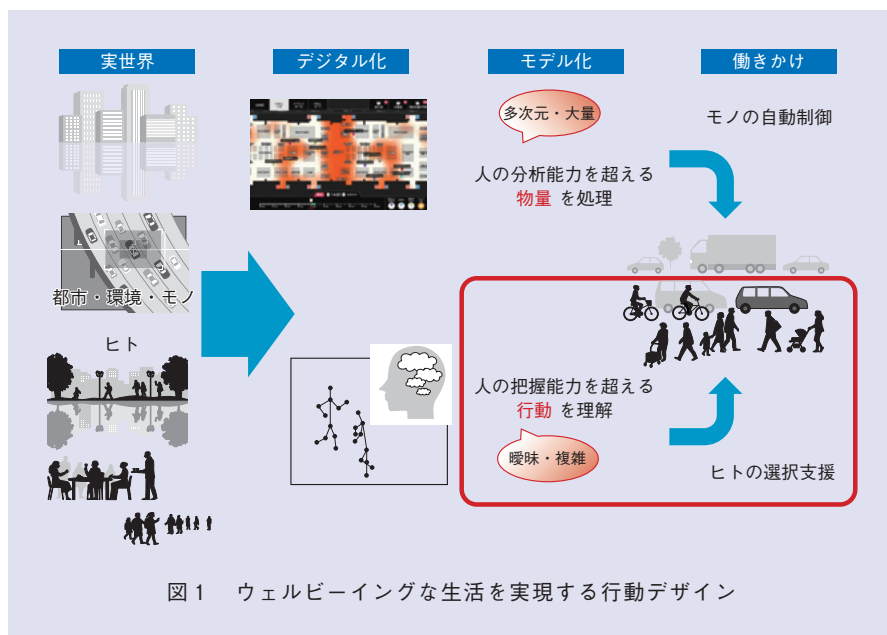 実世界
デジタル化
モデル化
働きかけ
多次元・大量
モノの自動制御
人の分析能力を超える
物量 を処理
都市・環境・モノ
ヒト
人の把握能力を超える
行動 を理解
曖昧・複雑
ヒトの選択支援
図1 ウェルビーイングな生活を実現する行動デザイン